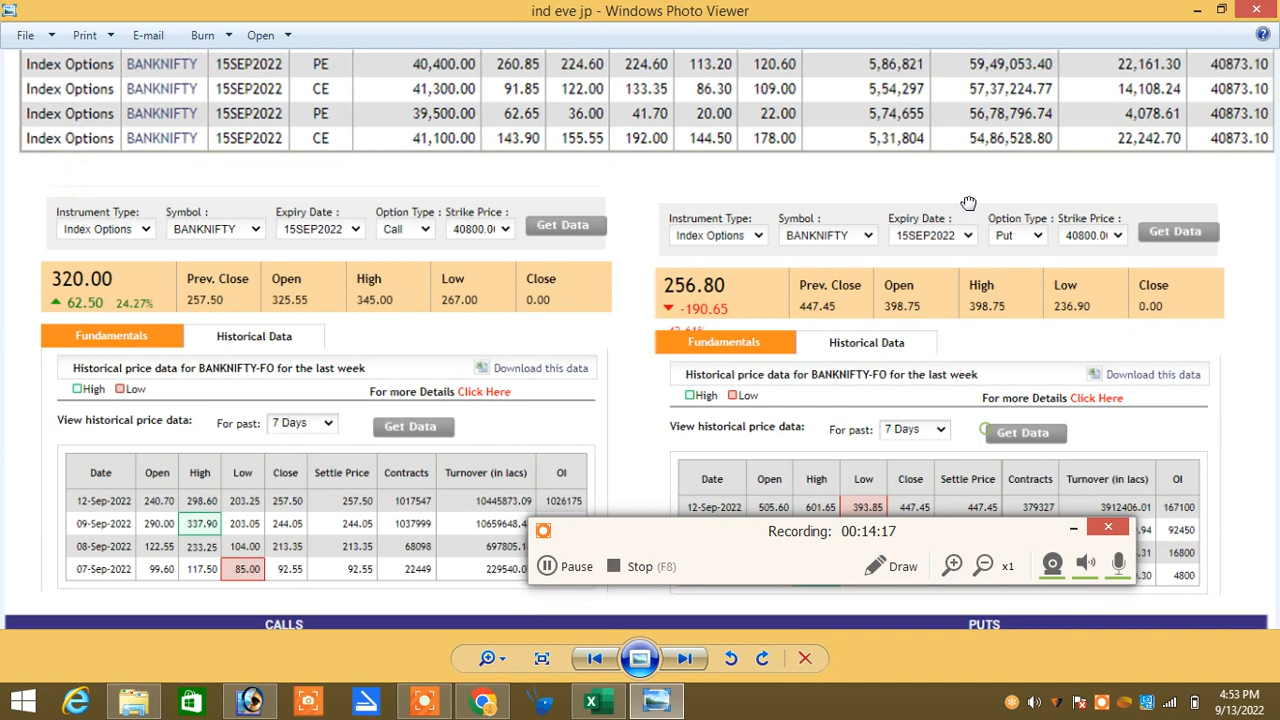 ind eve jp - Windows Photo Viewer
File Print E-mail Burn Open
Index Options BANKNIFTY 15SEP2022 PE 40,400.00 260.85 224.60 224.60 113.20 120.60 5,86,821 59,49,053.40 22,161.30 40873.10
Index Options BANKNIFTY 15SEP2022 CE 41,300.00 91.85 122.00 133.35 86.30 109.00 5,54,297 57,37,224.77 14,108.24 40873.10
Index Options BANKNIFTY 15SEP2022 PE 39,500.00 62.65 36.00 41.70 20.00 22.00 5,74,655 56,78,796.74 4,078.61 40873.10
Index Options BANKNIFTY 15SEP2022 CE 41,100.00 143.90 155.55 192.00 144.50 178.00 5,31,804 54,86,528.80 22,242.70 40873.10
Instrument Type: Symbol : Expiry Date : Option Type : Strike Price :
Index Options BANKNIFTY 15SEP2022 Call 40800.0 Get Data
320.00 Prev. Close Open High Low Close
62.50 24.27% 257.50 325.55 345.00 267.00 0.00
Fundamentals Historical Data
Historical price data for BANKNIFTY-FO for the last week Download this data
High Low For more Details Click Here
View historical price data: For past: 7 Days Get Data
Date Open High Low Close Settle Price Contracts Turnover (in lacs) OI
12-Sep-2022 240.70 298.60 203.25 257.50 257.50 1017547 10445873.09 1026175
09-Sep-2022 290.00 337.90 203.05 244.05 244.05 1037999 10659648.4
08-Sep-2022 122.55 233.25 104.00 213.35 213.35 68098 697805.1
07-Sep-2022 99.60 117.50 85.00 92.55 92.55 22449 229540.0
Instrument Type: Symbol : Expiry Date : Option Type : Strike Price :
Index Options BANKNIFTY 15SEP2022 Put 40800.0 Get Data
256.80 Prev. Close Open High Low Close
-190.65 447.45 398.75 398.75 236.90 0.00
Fundamentals Historical Data
Historical price data for BANKNIFTY-FO for the last week Download this data
High Low For more Details Click Here
View historical price data: For past: 7 Days Get Data
Date Open High Low Close Settle Price Contracts Turnover (in lacs) OI
12-Sep-2022 505.60 601.65 393.85 447.45 447.45 379327 3912406.01 167100
.94 92450
.31 16800
.30 4800
Recording: 00:14:17
Pause Stop (F8) Draw x1
CALLS PUTS
4:53 PM
9/13/2022